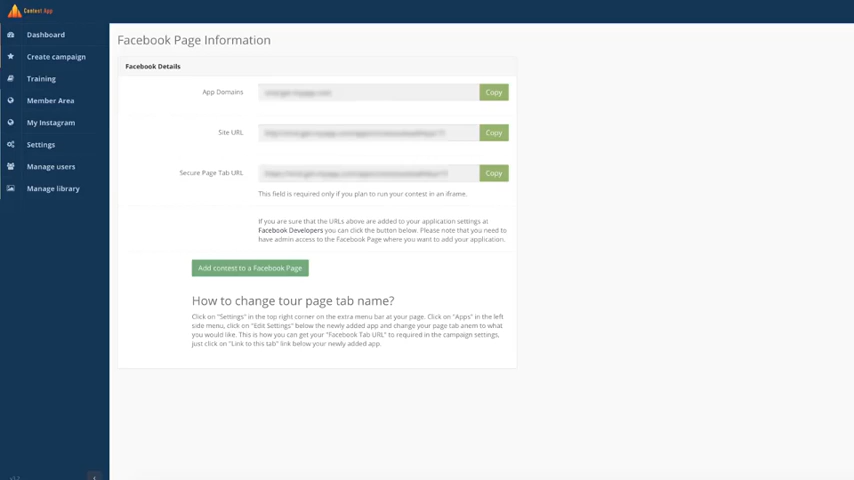 Contest App
Dashboard
Create campaign
Training
Member Area
My Instagram
Settings
Manage users
Manage library
Facebook Page Information
Facebook Details
App Domains
Copy
Site URL
Copy
Secure Page Tab URL
Copy
This field is required only if you plan to run your contest in an iframe.
If you are sure that the URLs above are added to your application settings at
Facebook Developers you can click the button below. Please note that you need to
have admin access to the Facebook Page where you want to add your application.
Add contest to a Facebook Page
How to change tour page tab name?
Click on "Settings" in the top right corner on the extra menu bar at your page. Click on "Apps" in the left
side menu, click on "Edit Settings" below the newly added app and change your page tab anem to what
you would like. This is how you can get your "Facebook Tab URL" to required in the campaign settings,
just click on "Link to this tab" link below your newly added app.